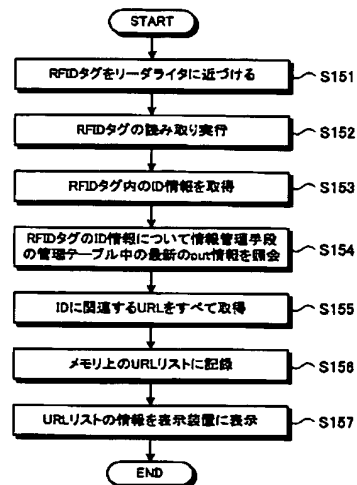 START
RFIDタグをリーダライタに近づける
S151
RFIDタグの読み取り実行
S152
RFIDタグ内のID情報を取得
S153
RFIDタグのID情報について情報管理手段
の管理テーブル中の最新のput情報を照会
S154
IDに関連するURLをすべて取得
S155
メモリ上のURLリストに記録
S156
URLリストの情報を表示装置に表示
S157
END